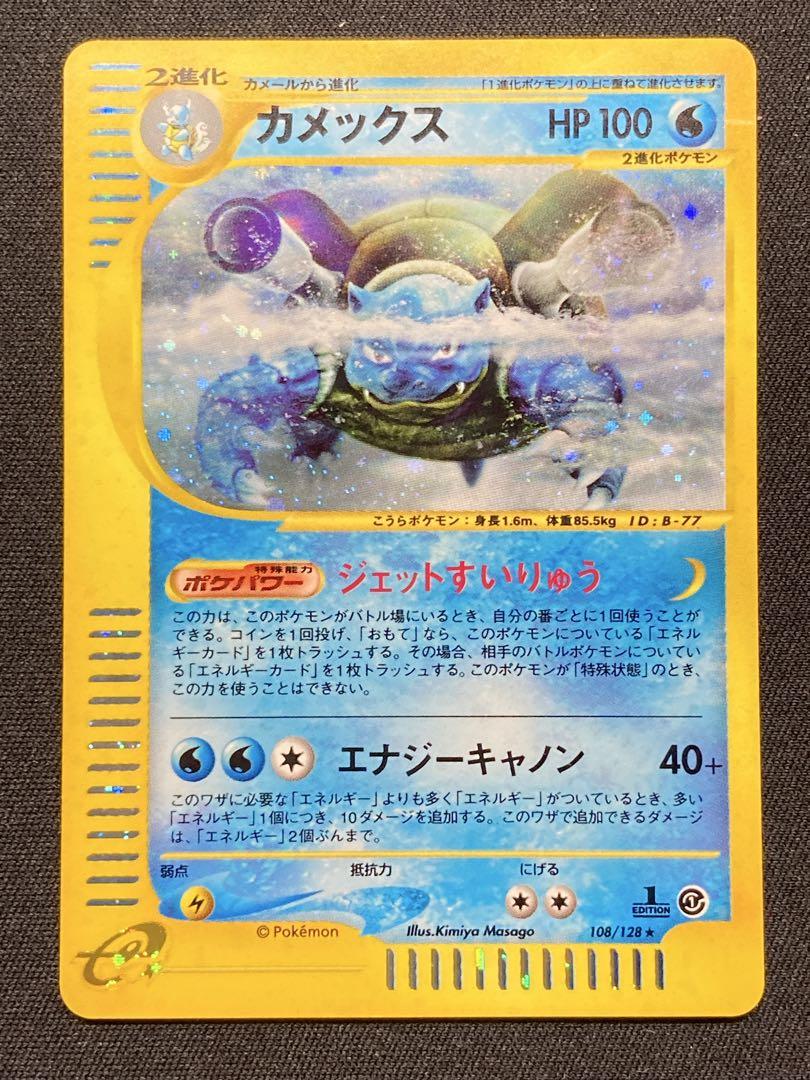 2進化 カメールから進化 「1進化ポケモン」の上に重ねて進化させます。
カメックス HP 100
2進化ポケモン
こうらポケモン：身長1.6m、体重85.5kg ID：B-77
特殊能力
ポケパワー ジェットすいりゅう
この力は、このポケモンがバトル場にいるとき、自分の番ごとに1回使うことが
できる。コインを1回投げ、「おもて」なら、このポケモンについている「エネル
ギーカード」を1枚トラッシュする。その場合、相手のバトルポケモンについてい
る「エネルギーカード」を1枚トラッシュする。このポケモンが「特殊状態」のとき、
この力を使うことはできない。
エナジーキャノン 40+
このワザに必要な「エネルギー」よりも多く「エネルギー」がついているとき、多い
「エネルギー」1個につき、10ダメージを追加する。このワザで追加できるダメージ
は、「エネルギー」2個ぶんまで。
弱点 抵抗力 にげる
1
EDITION
©Pokémon Illus.Kimiya Masago 108/128 ★
e